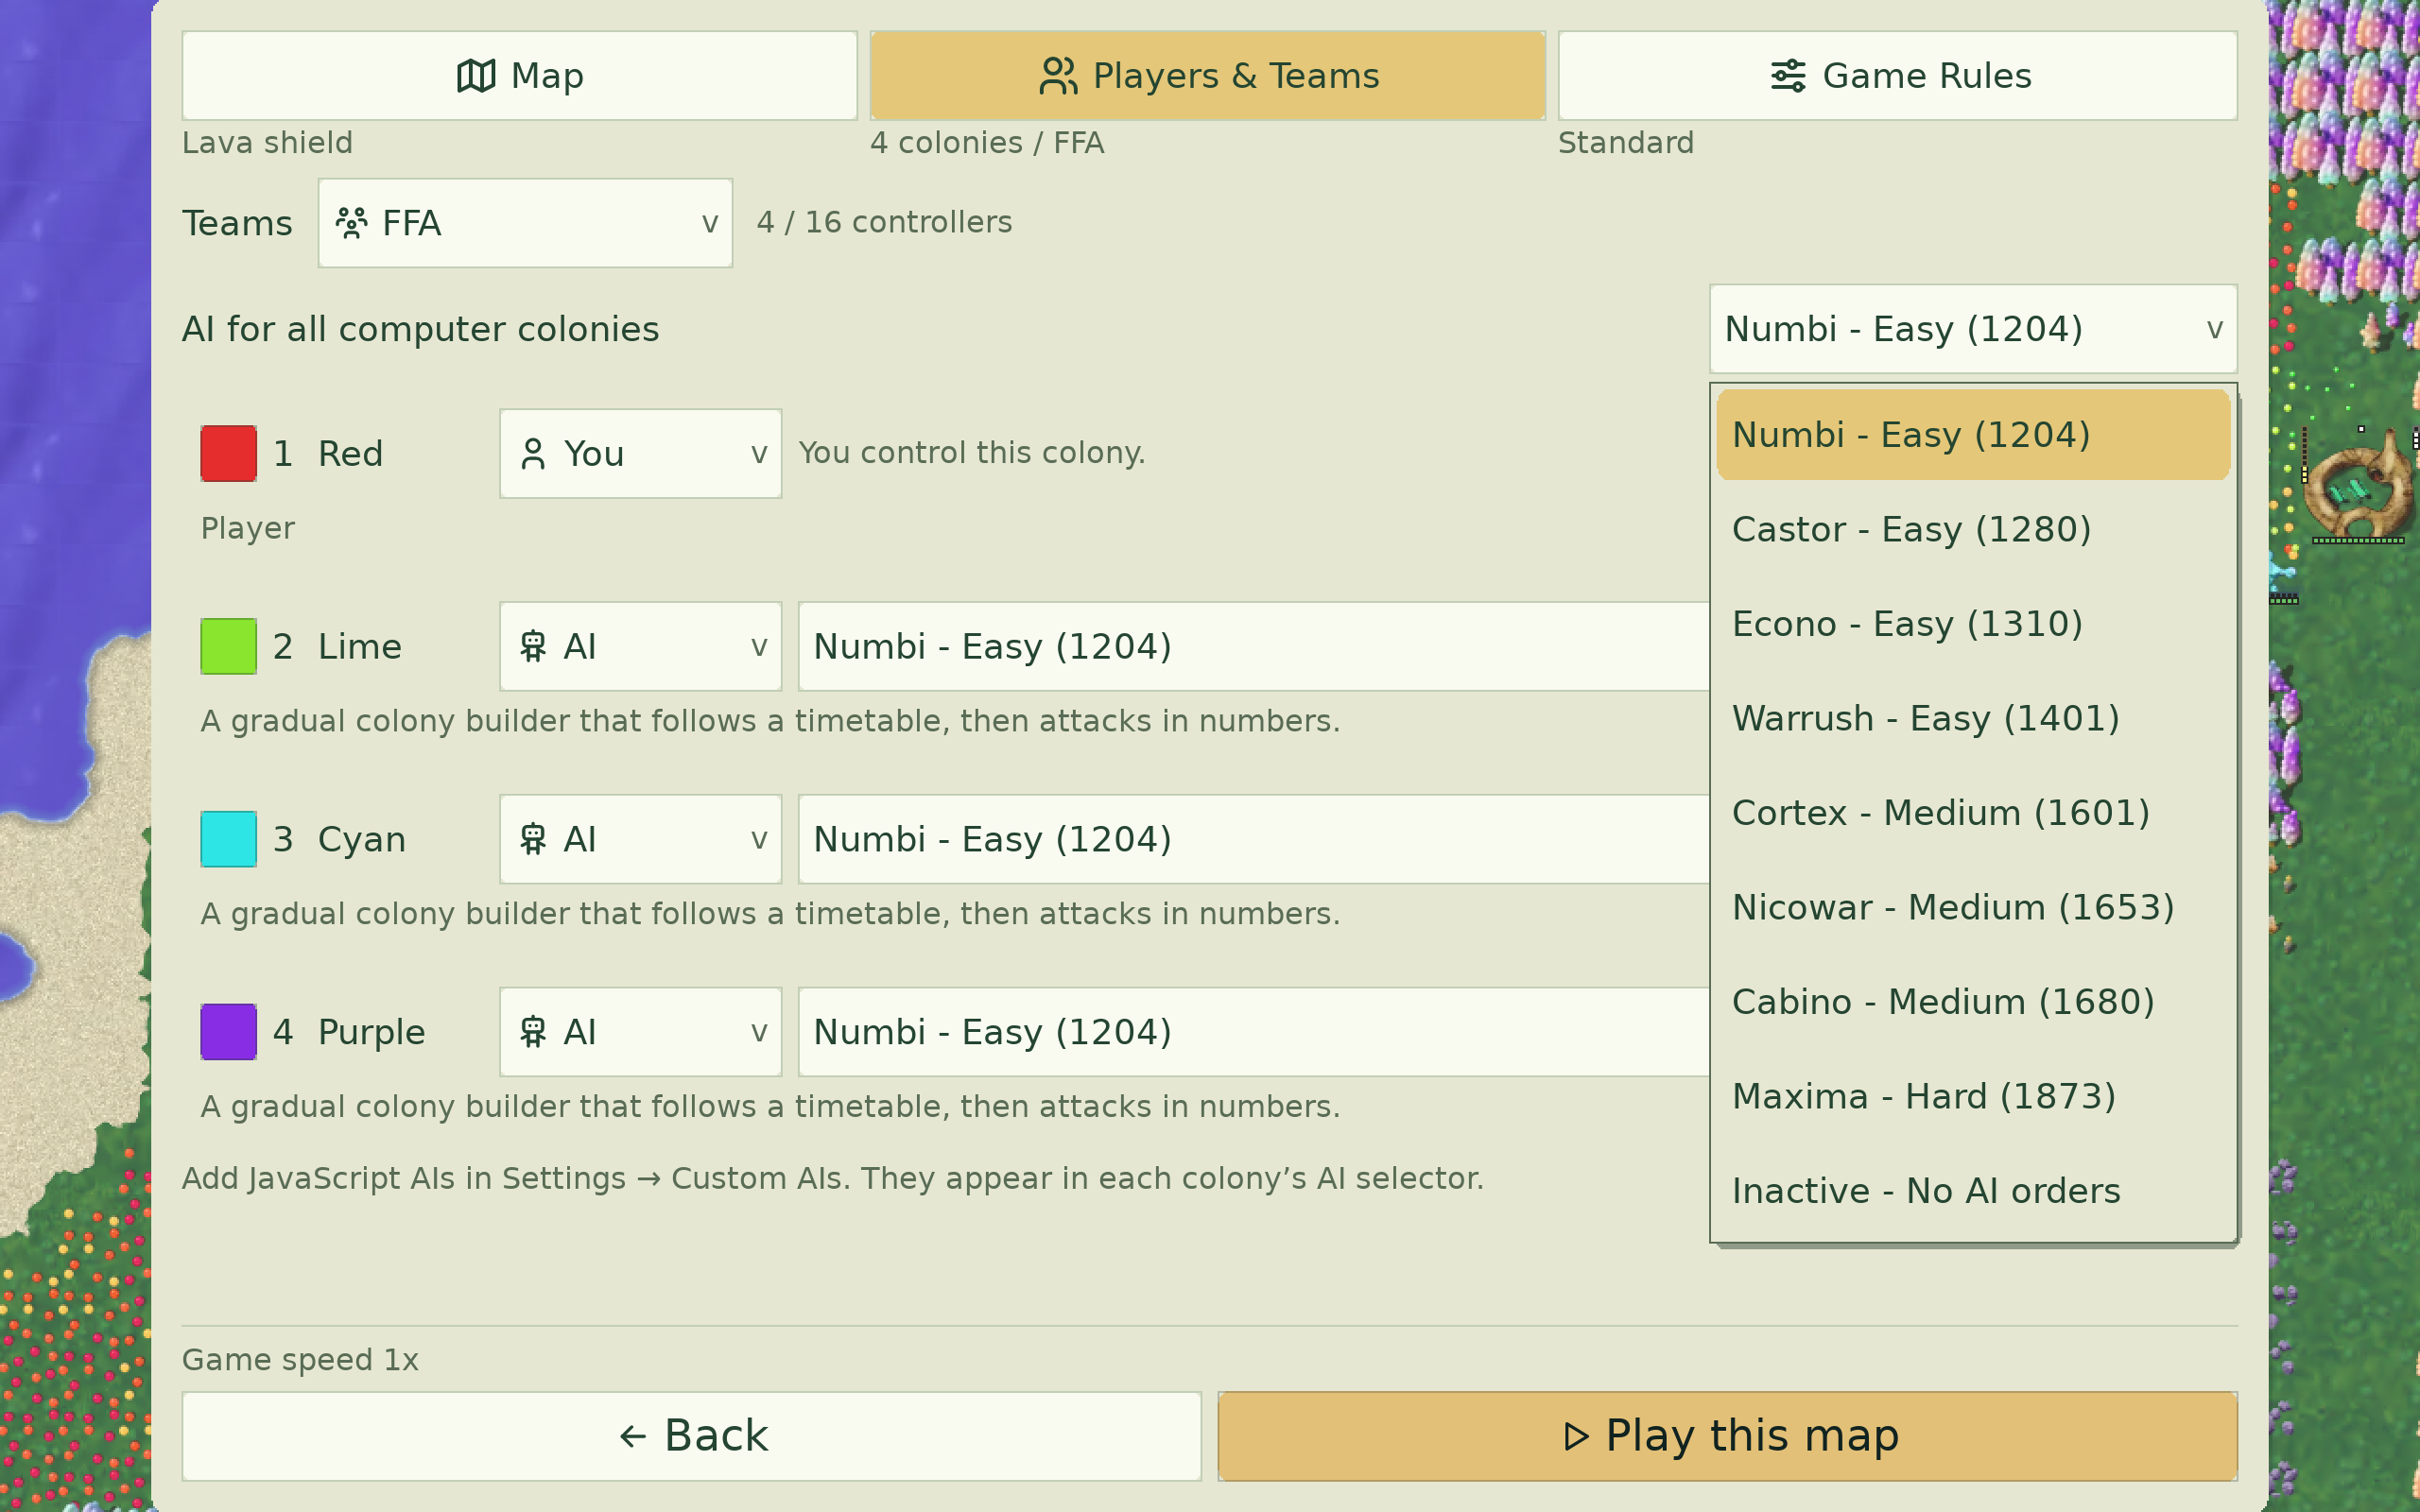 Map
Players & Teams
Game Rules
Lava shield
4 colonies / FFA
Standard
Teams
FFA
v
4 / 16 controllers
AI for all computer colonies
Numbi - Easy (1204)
v
Numbi - Easy (1204)
Castor - Easy (1280)
Econo - Easy (1310)
Warrush - Easy (1401)
Cortex - Medium (1601)
Nicowar - Medium (1653)
Cabino - Medium (1680)
Maxima - Hard (1873)
Inactive - No AI orders
1 Red
You
v
You control this colony.
Player
2 Lime
AI
v
Numbi - Easy (1204)
A gradual colony builder that follows a timetable, then attacks in numbers.
3 Cyan
AI
v
Numbi - Easy (1204)
A gradual colony builder that follows a timetable, then attacks in numbers.
4 Purple
AI
v
Numbi - Easy (1204)
A gradual colony builder that follows a timetable, then attacks in numbers.
Add JavaScript AIs in Settings → Custom AIs. They appear in each colony’s AI selector.
Game speed 1x
← Back
Play this map